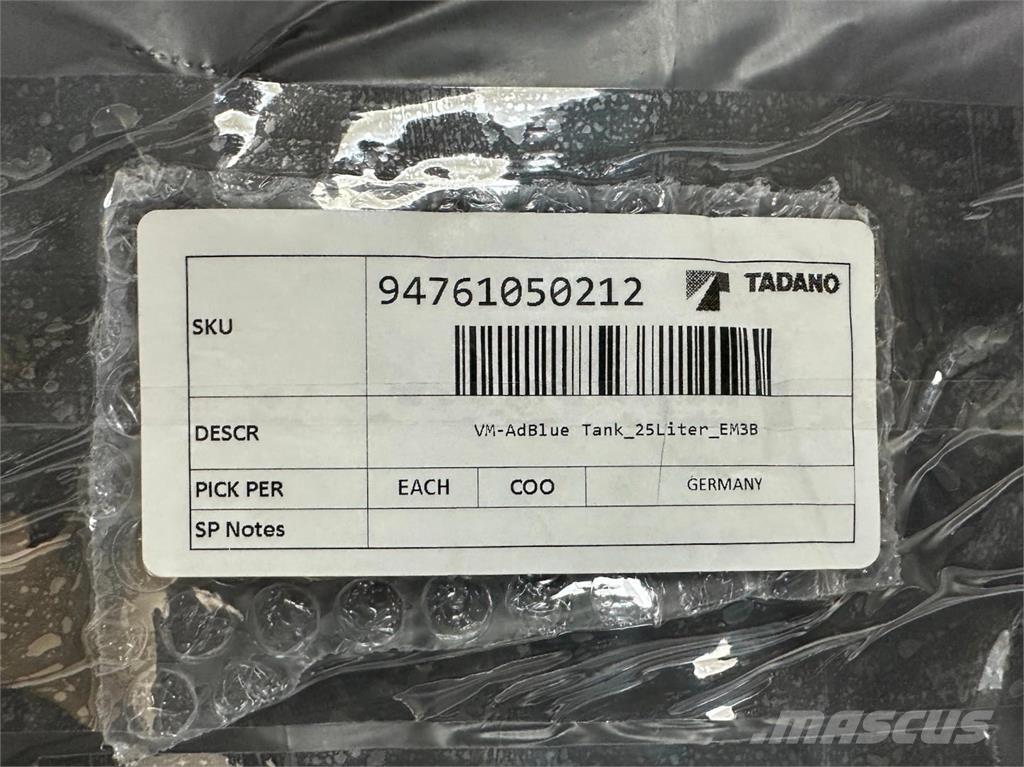 SKU
94761050212
TADANO
DESCR
VM-AdBlue Tank_25Liter_EM3B
PICK PER
EACH
COO
GERMANY
SP Notes
MASCUS